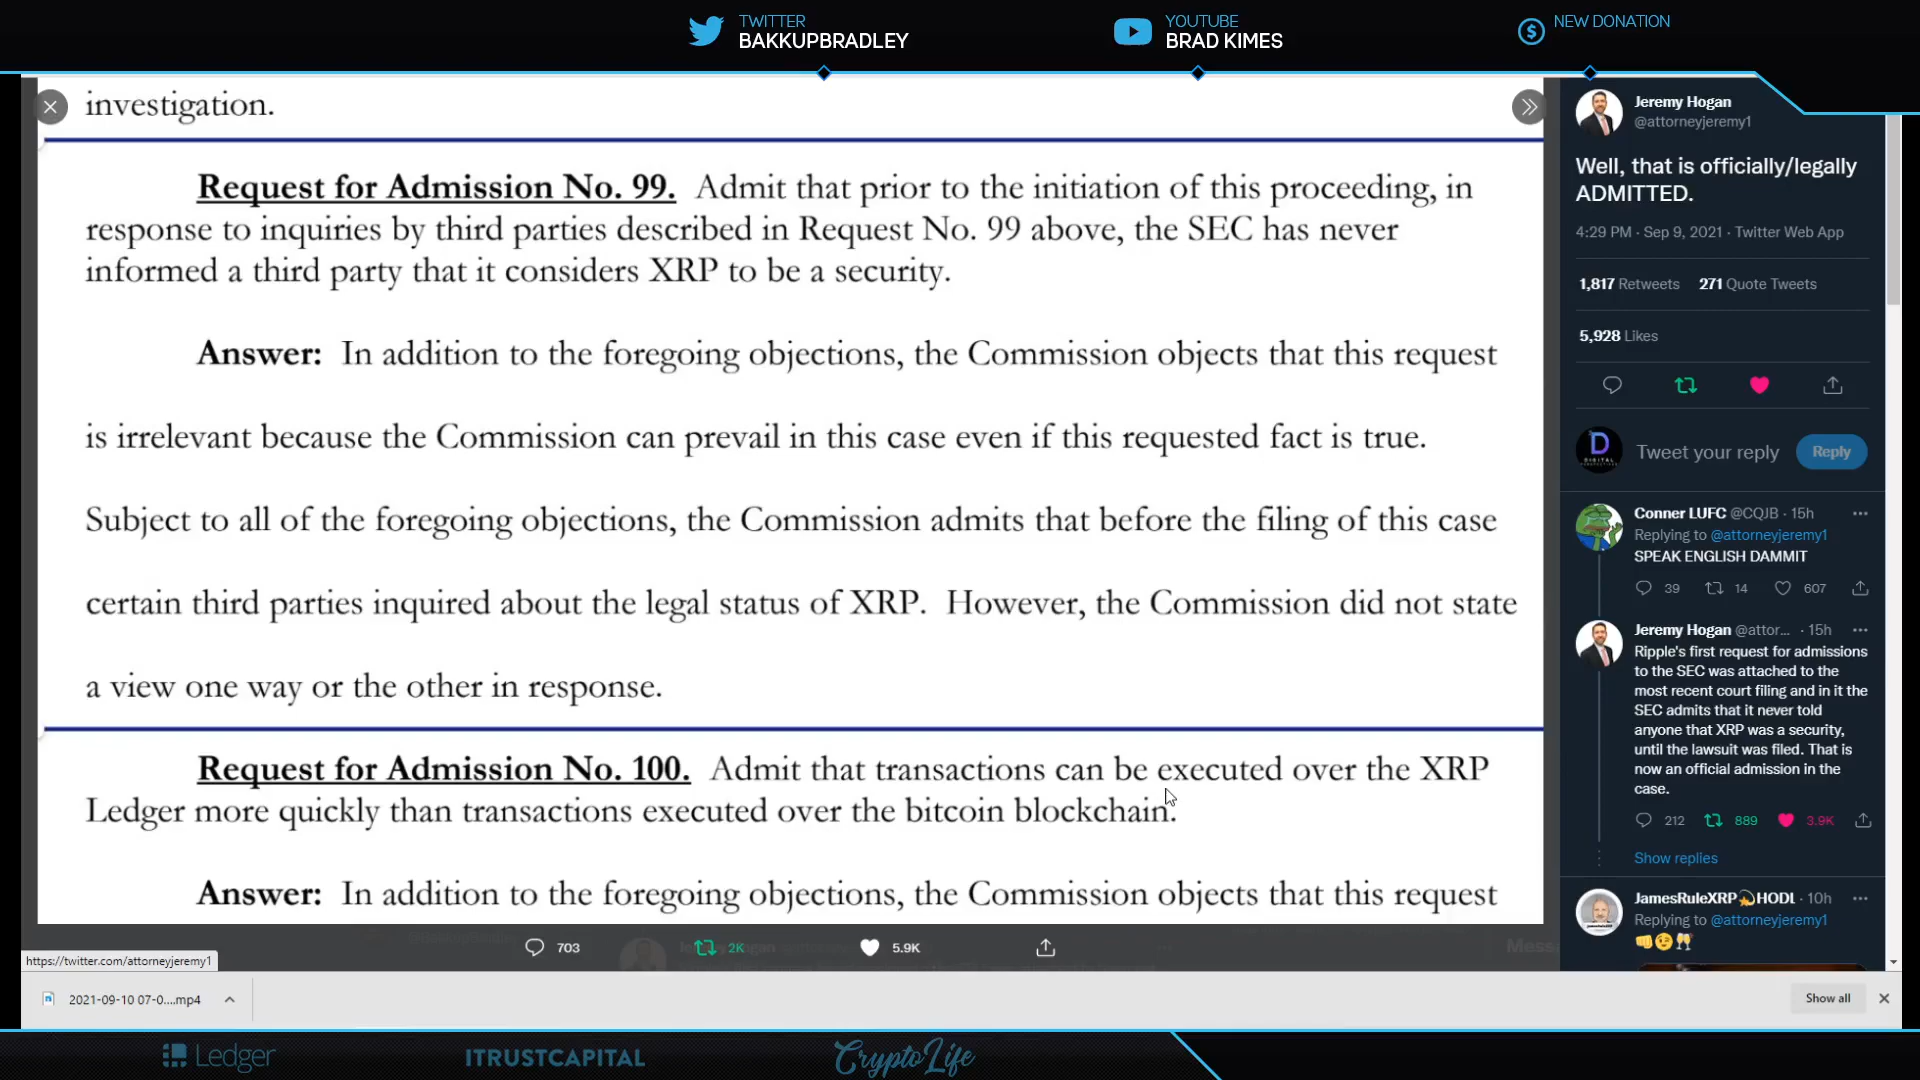 TWITTER
BAKKUPBRADLEY
YOUTUBE
BRAD KIMES
NEW DONATION
investigation.
Request for Admission No. 99. Admit that prior to the initiation of this proceeding, in
response to inquiries by third parties described in Request No. 99 above, the SEC has never
informed a third party that it considers XRP to be a security.
Answer: In addition to the foregoing objections, the Commission objects that this request
is irrelevant because the Commission can prevail in this case even if this requested fact is true.
Subject to all of the foregoing objections, the Commission admits that before the filing of this case
certain third parties inquired about the legal status of XRP. However, the Commission did not state
a view one way or the other in response.
Request for Admission No. 100. Admit that transactions can be executed over the XRP
Ledger more quickly than transactions executed over the bitcoin blockchain.
Answer: In addition to the foregoing objections, the Commission objects that this request
703
2K
5.9K
Jeremy Hogan
@attorneyjeremy1
Well, that is officially/legally
ADMITTED.
4:29 PM · Sep 9, 2021 · Twitter Web App
1,817 Retweets 271 Quote Tweets
5,928 Likes
D
DIGITAL
Tweet your reply
Reply
Conner LUFC @CQJB · 15h
Replying to @attorneyjeremy1
SPEAK ENGLISH DAMMIT
39 14 607
Jeremy Hogan @attor... · 15h
Ripple's first request for admissions
to the SEC was attached to the
most recent court filing and in it the
SEC admits that it never told
anyone that XRP was a security,
until the lawsuit was filed. That is
now an official admission in the
case.
212 889 3.9K
Show replies
JamesRuleXRP💫HODL · 10h
Replying to @attorneyjeremy1
👊😉🥂
https://twitter.com/attorneyjeremy1
2021-09-10 07-0....mp4
Show all
Ledger
ITRUSTCAPITAL
CryptoLife